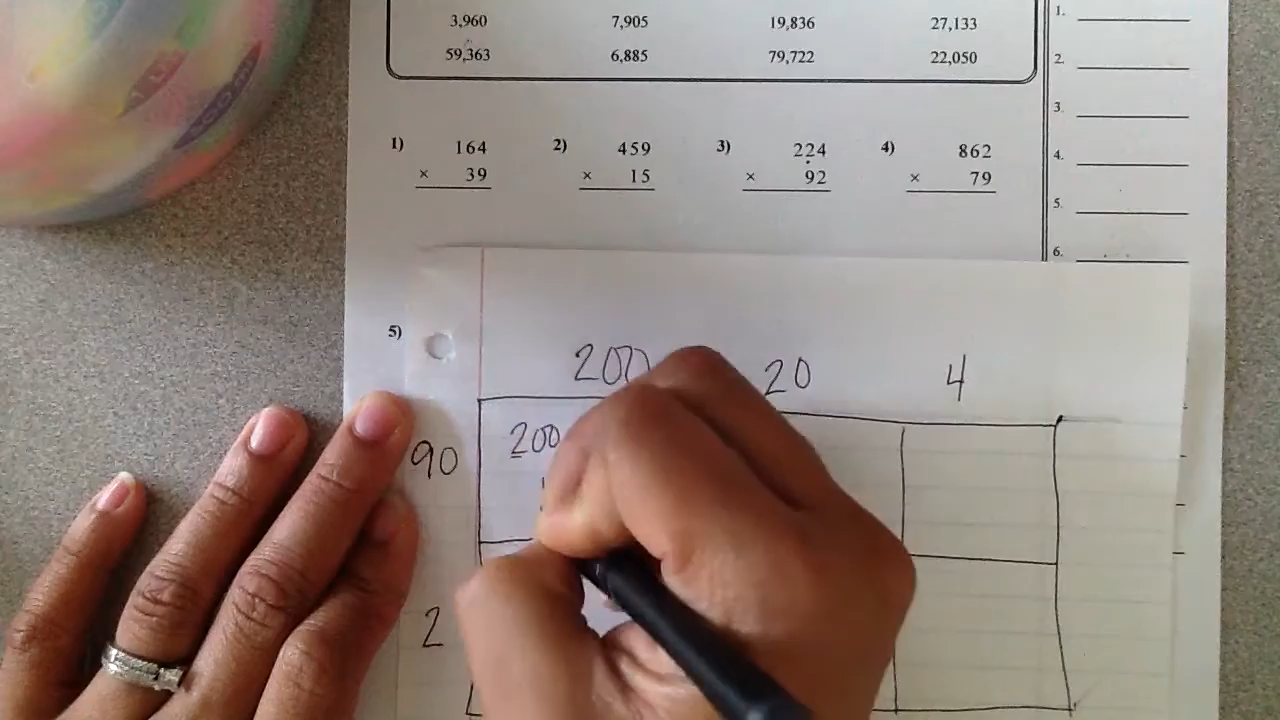 3,960 7,905 19,836 27,133
59,363 6,885 79,722 22,050
1.
2.
3.
4.
5.
6.
1) 164 2) 459 3) 224 4) 862
× 39 × 15 × 92 × 79
5)
200 20 4
90 200
2